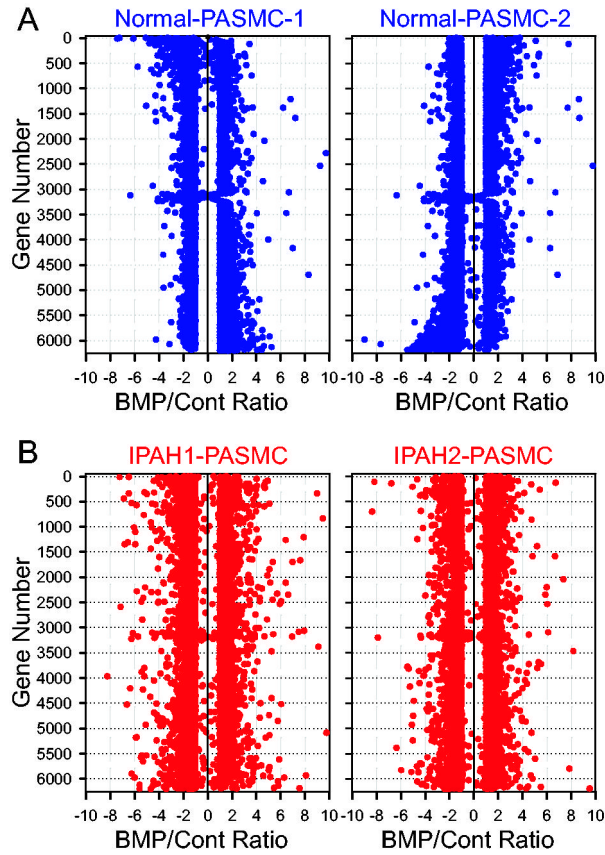 A
Normal-PASMC-1
Normal-PASMC-2
Gene Number
0
500
1000
1500
2000
2500
3000
3500
4000
4500
5000
5500
6000
-10 -8 -6 -4 -2 0 2 4 6 8 10
-10 -8 -6 -4 -2 0 2 4 6 8 10
BMP/Cont Ratio
BMP/Cont Ratio
B
IPAH1-PASMC
IPAH2-PASMC
Gene Number
0
500
1000
1500
2000
2500
3000
3500
4000
4500
5000
5500
6000
-10 -8 -6 -4 -2 0 2 4 6 8 10
-10 -8 -6 -4 -2 0 2 4 6 8 10
BMP/Cont Ratio
BMP/Cont Ratio